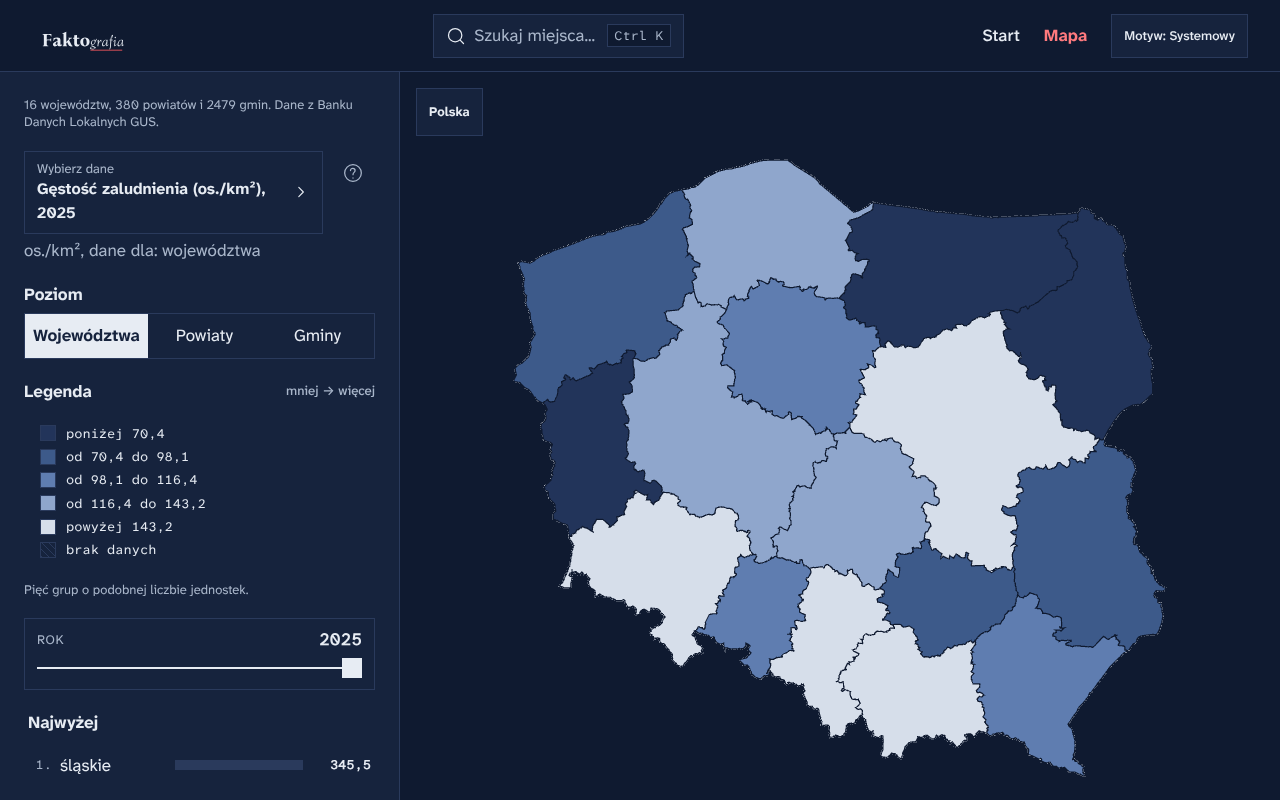 Faktografia
Szukaj miejsca...
Ctrl K
Start
Mapa
Motyw: Systemowy
16 województw, 380 powiatów i 2479 gmin. Dane z Banku
Danych Lokalnych GUS.
Wybierz dane
Gęstość zaludnienia (os./km²),
2025
os./km², dane dla: województwa
Poziom
Województwa
Powiaty
Gminy
Legenda
mniej → więcej
poniżej 70,4
od 70,4 do 98,1
od 98,1 do 116,4
od 116,4 do 143,2
powyżej 143,2
brak danych
Pięć grup o podobnej liczbie jednostek.
ROK
2025
Najwyżej
1. śląskie
345,5
Polska